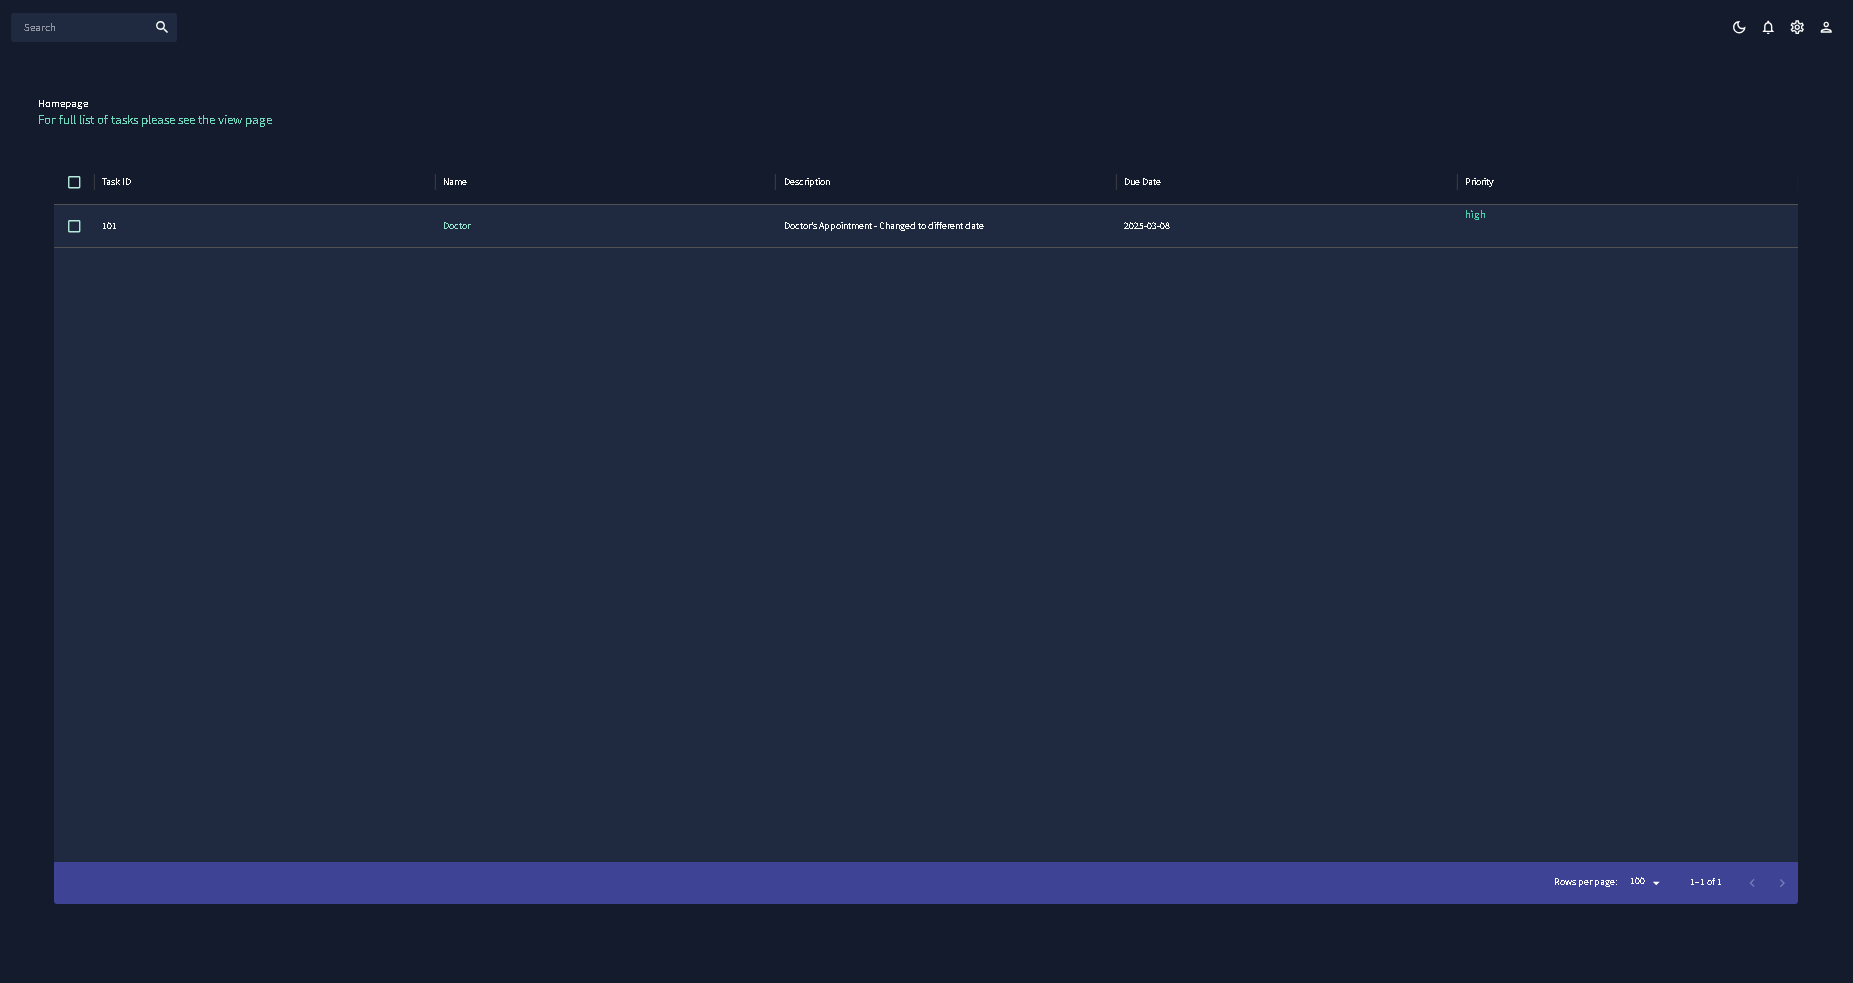 Search
Homepage
For full list of tasks please see the view page
Task ID Name Description Due Date Priority
101 Doctor Doctor's Appointment - Changed to different date 2025-03-08 high
Rows per page: 100 1–1 of 1